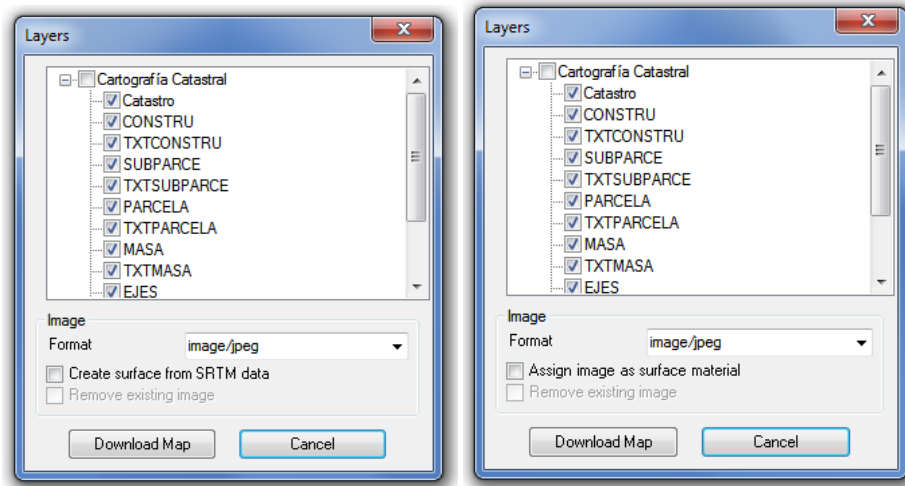 Layers
Cartografía Catastral
Catastro
CONSTRU
TXTCONSTRU
SUBPARCE
TXTSUBPARCE
PARCELA
TXTPARCELA
MASA
TXTMASA
EJES
Image
Format image/jpeg
Create surface from SRTM data
Remove existing image
Download Map Cancel
Layers
Cartografía Catastral
Catastro
CONSTRU
TXTCONSTRU
SUBPARCE
TXTSUBPARCE
PARCELA
TXTPARCELA
MASA
TXTMASA
EJES
Image
Format image/jpeg
Assign image as surface material
Remove existing image
Download Map Cancel